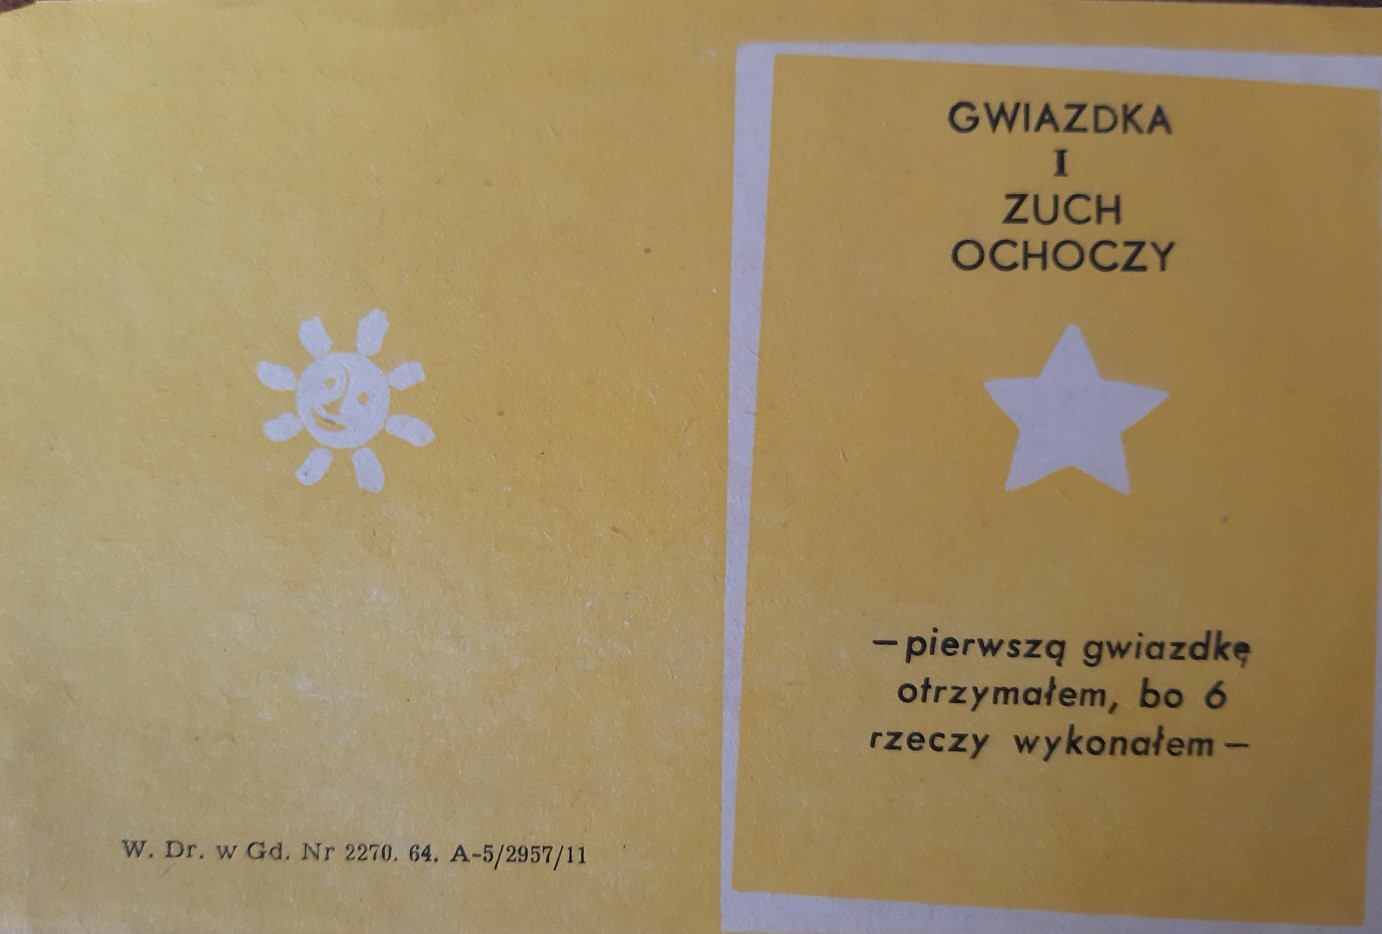 GWIAZDKA
I
ZUCH
OCHOCZY
– pierwszą gwiazdkę
otrzymałem, bo 6
rzeczy wykonałem –
W. Dr. w Gd. Nr 2270. 64. A-5/2957/11